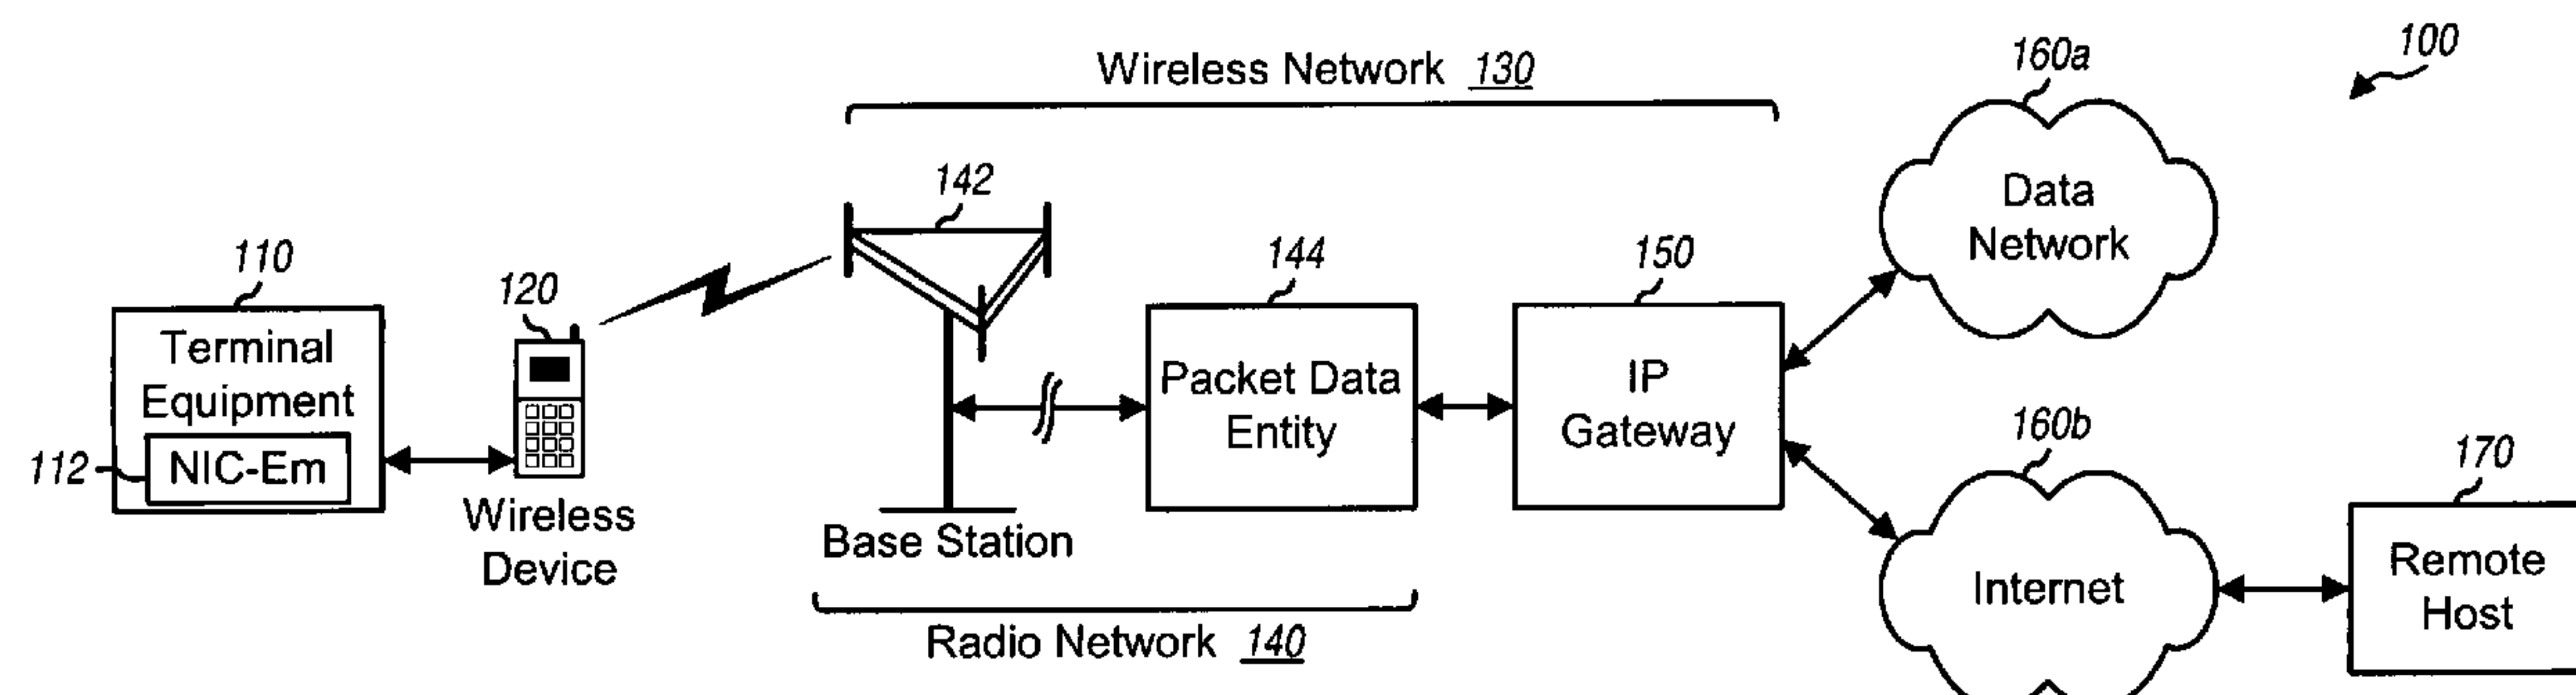 100
160a
Wireless Network 130
142
Data
Network
110
120
144
150
Terminal
Equipment
112
NIC-Em
Wireless
Device
Base Station
Packet Data
Entity
IP
Gateway
160b
170
Internet
Remote
Host
Radio Network 140